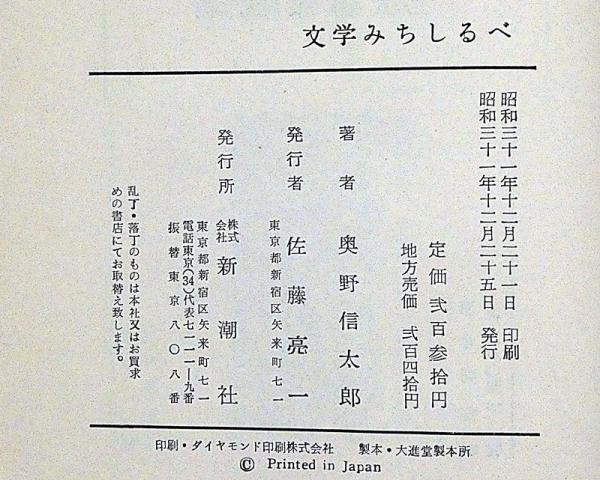 文学みちしるべ
昭和三十一年十二月二十一日 印刷
昭和三十一年十二月二十五日 発行
定価 弐百参拾円
地方売価 弐百四拾円
著者 奥野信太郎
発行者 佐藤亮一
東京都新宿区矢来町七一
発行所 株式会社 新潮社
東京都新宿区矢来町七一
電話東京(34)代表七一一一―九番
振替東京八〇八番
乱丁・落丁のものは本社又はお買求
めの書店にてお取替え致します。
印刷・ダイヤモンド印刷株式会社 製本・大進堂製本所
© Printed in Japan